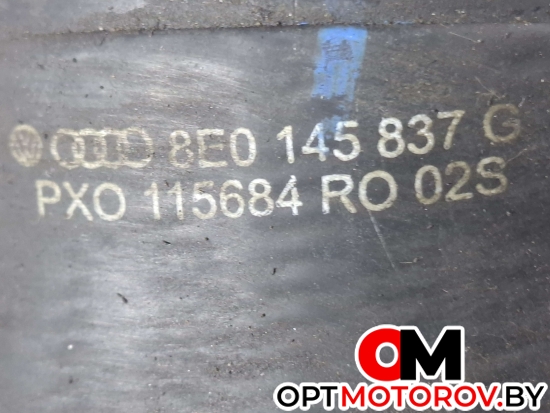 8E0 145 837 G
PXO 115684 RO 02S
OM
OPTMOTOROV.BY